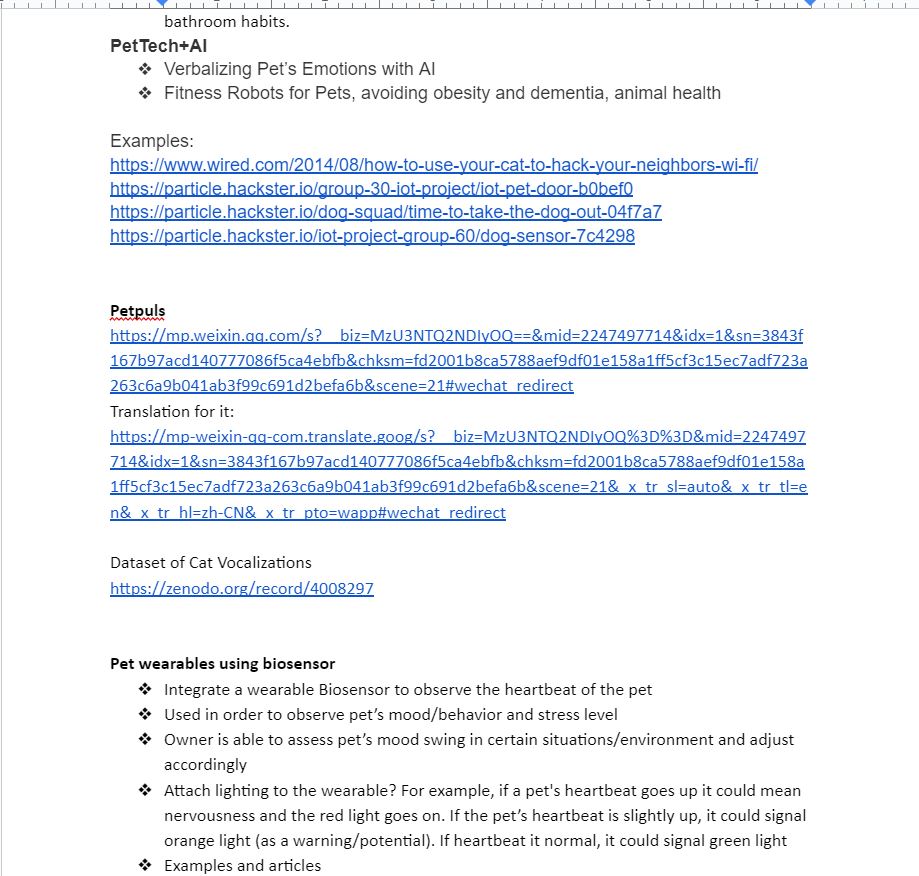 bathroom habits.
PetTech+AI
❖ Verbalizing Pet’s Emotions with AI
❖ Fitness Robots for Pets, avoiding obesity and dementia, animal health
Examples:
https://www.wired.com/2014/08/how-to-use-your-cat-to-hack-your-neighbors-wi-fi/
https://particle.hackster.io/group-30-iot-project/iot-pet-door-b0bef0
https://particle.hackster.io/dog-squad/time-to-take-the-dog-out-04f7a7
https://particle.hackster.io/iot-project-group-60/dog-sensor-7c4298
Petpuls
https://mp.weixin.qq.com/s?__biz=MzU3NTQ2NDIyOQ==&mid=2247497714&idx=1&sn=3843f
167b97acd140777086f5ca4ebfb&chksm=fd2001b8ca5788aef9df01e158a1ff5cf3c15ec7adf723a
263c6a9b041ab3f99c691d2befa6b&scene=21#wechat_redirect
Translation for it:
https://mp-weixin-qq-com.translate.goog/s?__biz=MzU3NTQ2NDIyOQ%3D%3D&mid=2247497
714&idx=1&sn=3843f167b97acd140777086f5ca4ebfb&chksm=fd2001b8ca5788aef9df01e158a
1ff5cf3c15ec7adf723a263c6a9b041ab3f99c691d2befa6b&scene=21&_x_tr_sl=auto&_x_tr_tl=e
n&_x_tr_hl=zh-CN&_x_tr_pto=wapp#wechat_redirect
Dataset of Cat Vocalizations
https://zenodo.org/record/4008297
Pet wearables using biosensor
❖ Integrate a wearable Biosensor to observe the heartbeat of the pet
❖ Used in order to observe pet’s mood/behavior and stress level
❖ Owner is able to assess pet’s mood swing in certain situations/environment and adjust
accordingly
❖ Attach lighting to the wearable? For example, if a pet's heartbeat goes up it could mean
nervousness and the red light goes on. If the pet’s heartbeat is slightly up, it could signal
orange light (as a warning/potential). If heartbeat it normal, it could signal green light
❖ Examples and articles